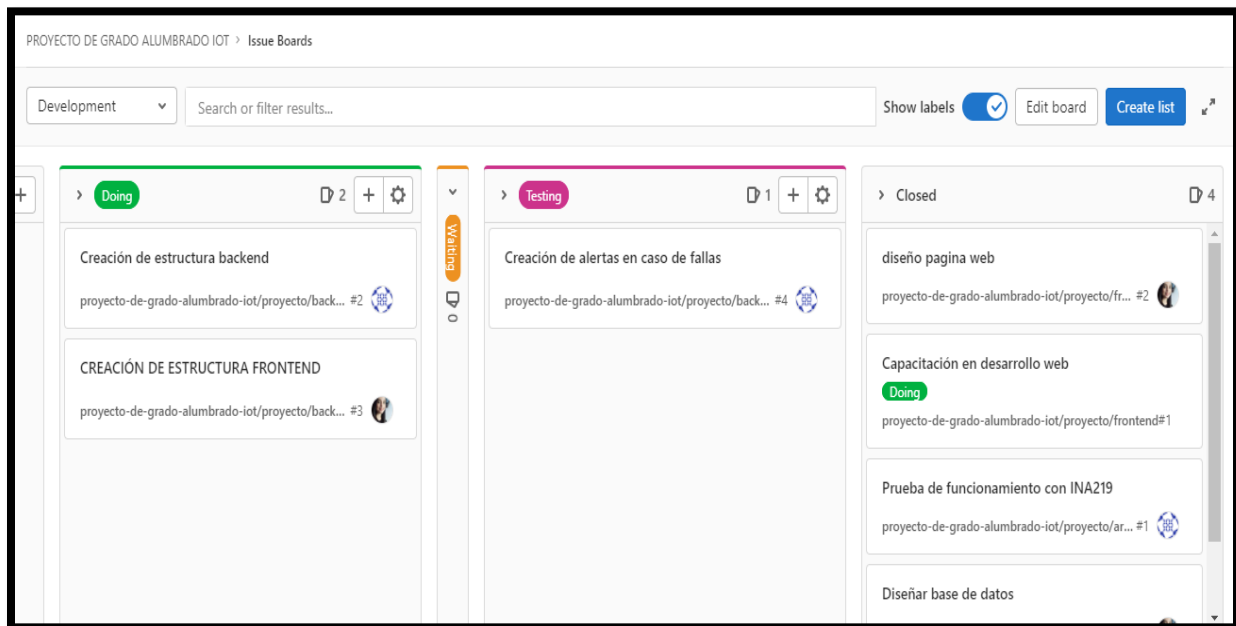 PROYECTO DE GRADO ALUMBRADO IOT > Issue Boards
Development
Search or filter results...
Show labels
Edit board
Create list
Doing
2
Creación de estructura backend
proyecto-de-grado-alumbrado-iot/proyecto/back... #2
CREACIÓN DE ESTRUCTURA FRONTEND
proyecto-de-grado-alumbrado-iot/proyecto/back... #3
Waiting
0
Testing
1
Creación de alertas en caso de fallas
proyecto-de-grado-alumbrado-iot/proyecto/back... #4
Closed
4
diseño pagina web
proyecto-de-grado-alumbrado-iot/proyecto/fr... #2
Capacitación en desarrollo web
Doing
proyecto-de-grado-alumbrado-iot/proyecto/frontend#1
Prueba de funcionamiento con INA219
proyecto-de-grado-alumbrado-iot/proyecto/ar... #1
Diseñar base de datos